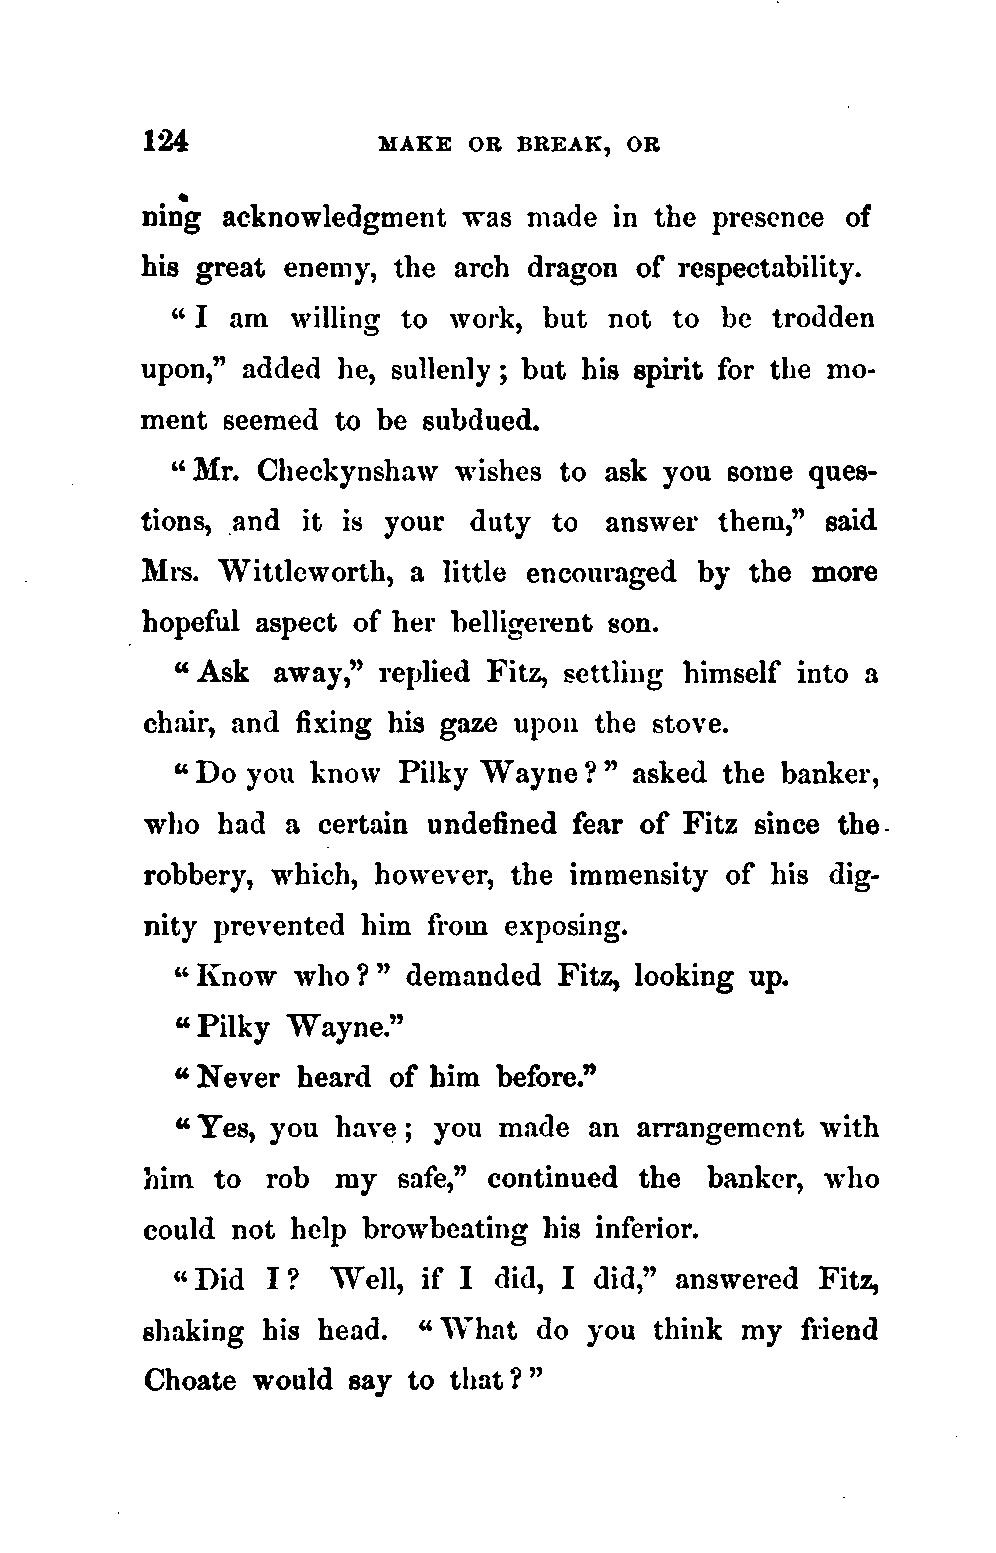 124 MAKE OR BREAK, OR
ning acknowledgment was made in the presence of
his great enemy, the arch dragon of respectability.
“I am willing to work, but not to be trodden
upon,” added he, sullenly; but his spirit for the mo-
ment seemed to be subdued.
“Mr. Checkynshaw wishes to ask you some ques-
tions, and it is your duty to answer them,” said
Mrs. Wittleworth, a little encouraged by the more
hopeful aspect of her belligerent son.
“Ask away,” replied Fitz, settling himself into a
chair, and fixing his gaze upon the stove.
“Do you know Pilky Wayne?” asked the banker,
who had a certain undefined fear of Fitz since the
robbery, which, however, the immensity of his dig-
nity prevented him from exposing.
“Know who?” demanded Fitz, looking up.
“Pilky Wayne.”
“Never heard of him before.”
“Yes, you have; you made an arrangement with
him to rob my safe,” continued the banker, who
could not help browbeating his inferior.
“Did I? Well, if I did, I did,” answered Fitz,
shaking his head. “What do you think my friend
Choate would say to that?”